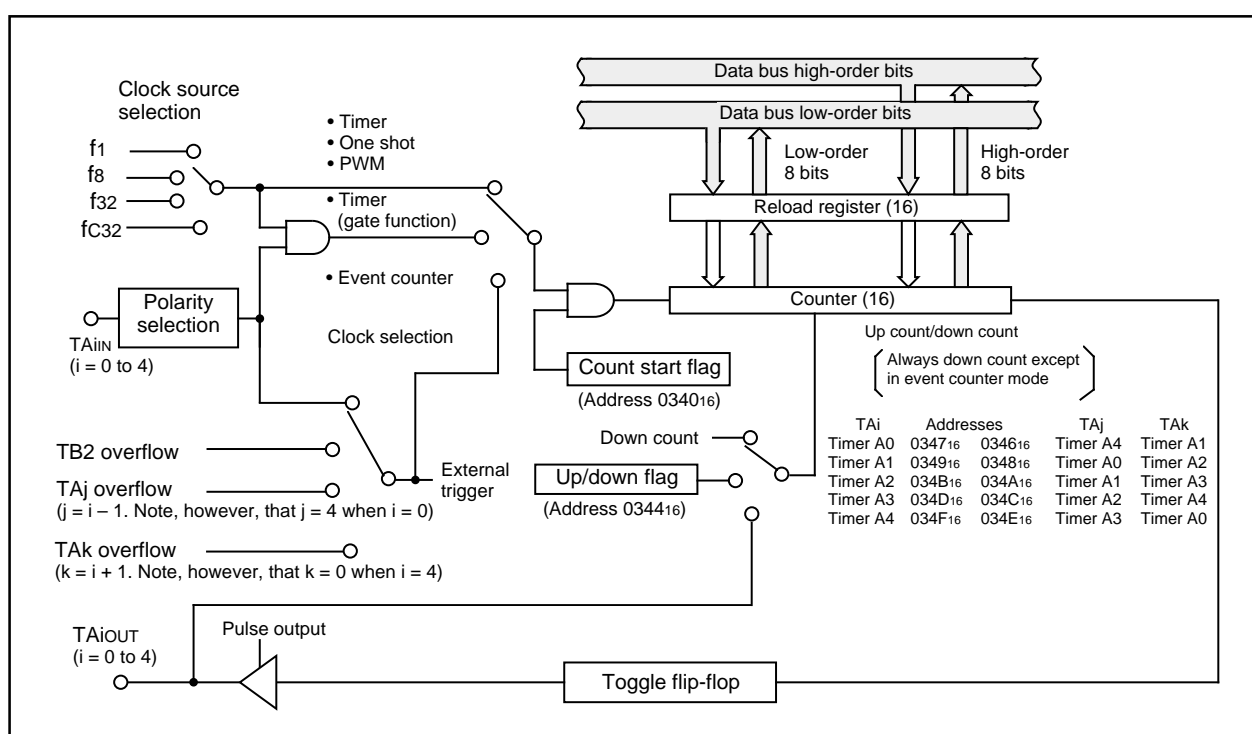 Clock source
selection
f1
f8
f32
fC32
• Timer
• One shot
• PWM
• Timer
(gate function)
• Event counter
Clock selection
Polarity
selection
TAiIN
(i = 0 to 4)
TB2 overflow
TAj overflow
(j = i – 1. Note, however, that j = 4 when i = 0)
TAk overflow
(k = i + 1. Note, however, that k = 0 when i = 4)
External
trigger
Data bus high-order bits
Data bus low-order bits
Low-order
8 bits
High-order
8 bits
Reload register (16)
Counter (16)
Up count/down count
Always down count except
in event counter mode
Count start flag
(Address 034016)
Down count
Up/down flag
(Address 034416)
TAi Addresses TAj TAk
Timer A0 034716 034616 Timer A4 Timer A1
Timer A1 034916 034816 Timer A0 Timer A2
Timer A2 034B16 034A16 Timer A1 Timer A3
Timer A3 034D16 034C16 Timer A2 Timer A4
Timer A4 034F16 034E16 Timer A3 Timer A0
TAiOUT
(i = 0 to 4)
Pulse output
Toggle flip-flop